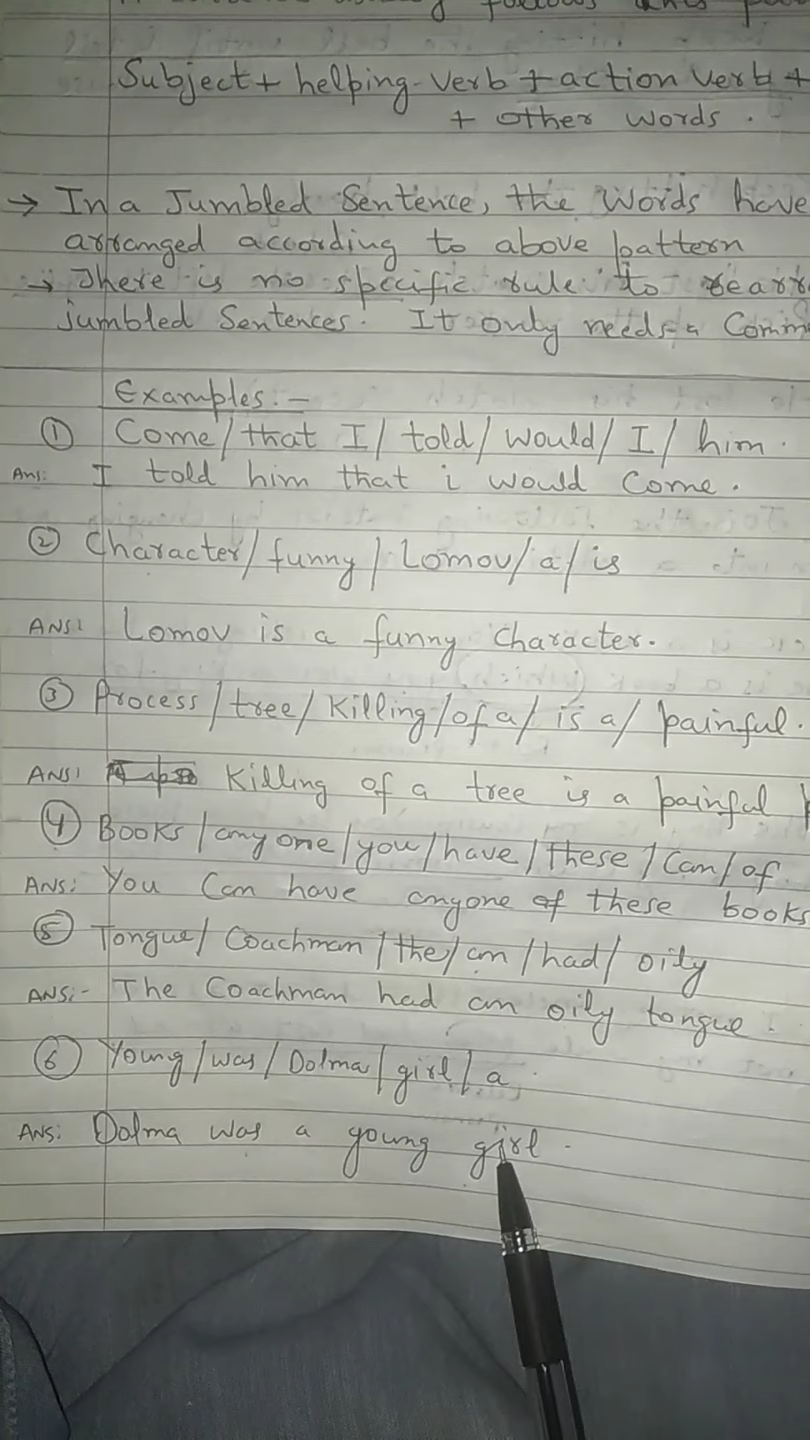 follows this
Subject + helping-verb + action verb +
+ other words .
→ In a Jumbled Sentence, the words have
arranged according to above pattern
→ There is no specific rule to
jumbled Sentences. It only needs a
Examples :-
① Come/that I/ told/ would/ I/ him .
Ans: I told him that i would Come .
② Character/ funny / Lomov/ a/ is
ANS: Lomov is a funny Character .
③ Process / tree/ Killing/ of a/ is a/ painful .
ANS: Killing of a tree is a painful
④ Books / any one / you / have / these / Can/ of
ANS: You Can have anyone of these books
⑤ Tongue/ Coachman / the/ an / had/ oily
ANS:- The Coachman had an oily tongue .
⑥ Young / was / Dolma / girl / a .
ANS: Dolma was a young girl .